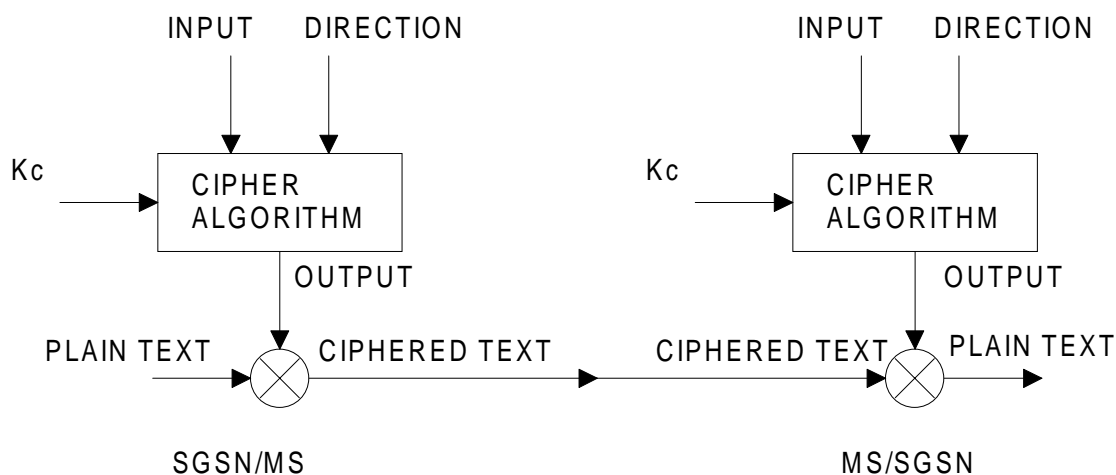 INPUT DIRECTION INPUT DIRECTION
Kc CIPHER ALGORITHM Kc CIPHER ALGORITHM
OUTPUT OUTPUT
PLAIN TEXT CIPHERED TEXT CIPHERED TEXT PLAIN TEXT
SGSN/MS MS/SGSN